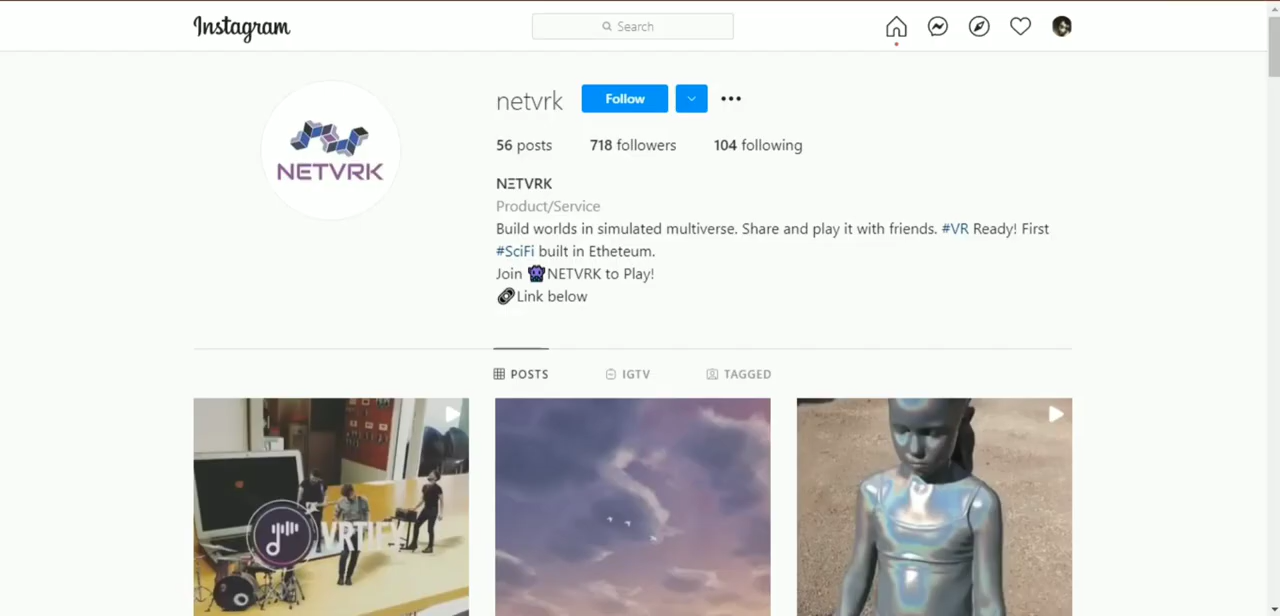 Instagram
Search
netvrk Follow
56 posts 718 followers 104 following
NΞTVRK
Product/Service
Build worlds in simulated multiverse. Share and play it with friends. #VR Ready! First
#SciFi built in Etheteum.
Join 👾NETVRK to Play!
🔗Link below
NETVRK
POSTS IGTV TAGGED
VRTIFY